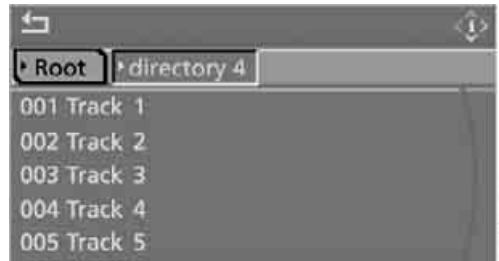 Root directory 4
001 Track 1
002 Track 2
003 Track 3
004 Track 4
005 Track 5